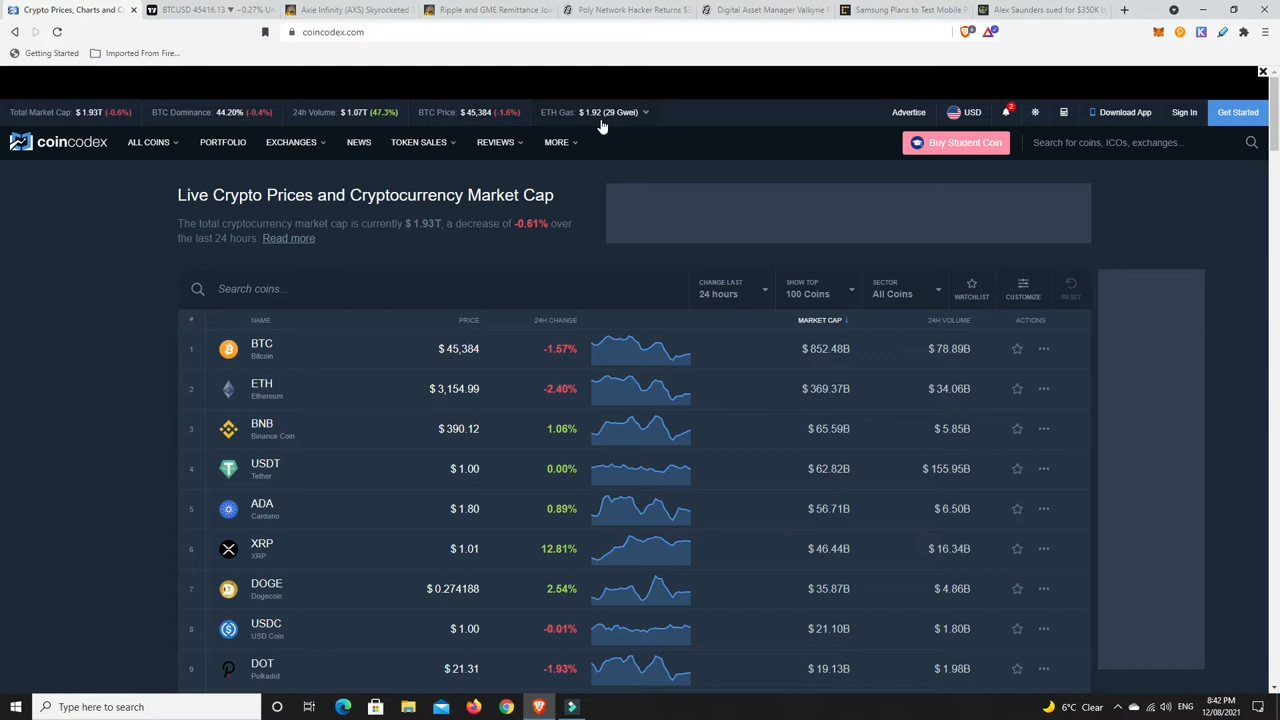 Crypto Prices, Charts and C
BTCUSD 45416.13 ▼ −0.27% Un
Axie Infinity (AXS) Skyrocketed
Ripple and GME Remittance Joi
Poly Network Hacker Returns $3
Digital Asset Manager Valkyrie F
Samsung Plans to Test Mobile P
Alex Saunders sued for $350K b
coincodex.com
Getting Started
Imported From Fire...
Total Market Cap: $ 1.93T (-0.6%)
BTC Dominance: 44.20% (-0.4%)
24h Volume: $ 1.07T (47.3%)
BTC Price: $ 45,384 (-1.6%)
ETH Gas: $ 1.92 (29 Gwei)
Advertise
USD
2
Download App
Sign In
Get Started
coincodex
ALL COINS
PORTFOLIO
EXCHANGES
NEWS
TOKEN SALES
REVIEWS
MORE
Buy Student Coin
Search for coins, ICOs, exchanges...
Live Crypto Prices and Cryptocurrency Market Cap
The total cryptocurrency market cap is currently $ 1.93T, a decrease of -0.61% over
the last 24 hours. Read more
Search coins...
CHANGE LAST
24 hours
SHOW TOP
100 Coins
SECTOR
All Coins
WATCHLIST
CUSTOMIZE
RESET
# NAME PRICE 24H CHANGE MARKET CAP ↓ 24H VOLUME ACTIONS
1 BTC $ 45,384 -1.57% $ 852.48B $ 78.89B
Bitcoin
2 ETH $ 3,154.99 -2.40% $ 369.37B $ 34.06B
Ethereum
3 BNB $ 390.12 1.06% $ 65.59B $ 5.85B
Binance Coin
4 USDT $ 1.00 0.00% $ 62.82B $ 155.95B
Tether
5 ADA $ 1.80 0.89% $ 56.71B $ 6.50B
Cardano
6 XRP $ 1.01 12.81% $ 46.44B $ 16.34B
XRP
7 DOGE $ 0.274188 2.54% $ 35.87B $ 4.86B
Dogecoin
8 USDC $ 1.00 -0.01% $ 21.10B $ 1.80B
USD Coin
9 DOT $ 21.31 -1.93% $ 19.13B $ 1.98B
Polkadot
Type here to search
6°C Clear
ENG
8:42 PM
12/08/2021